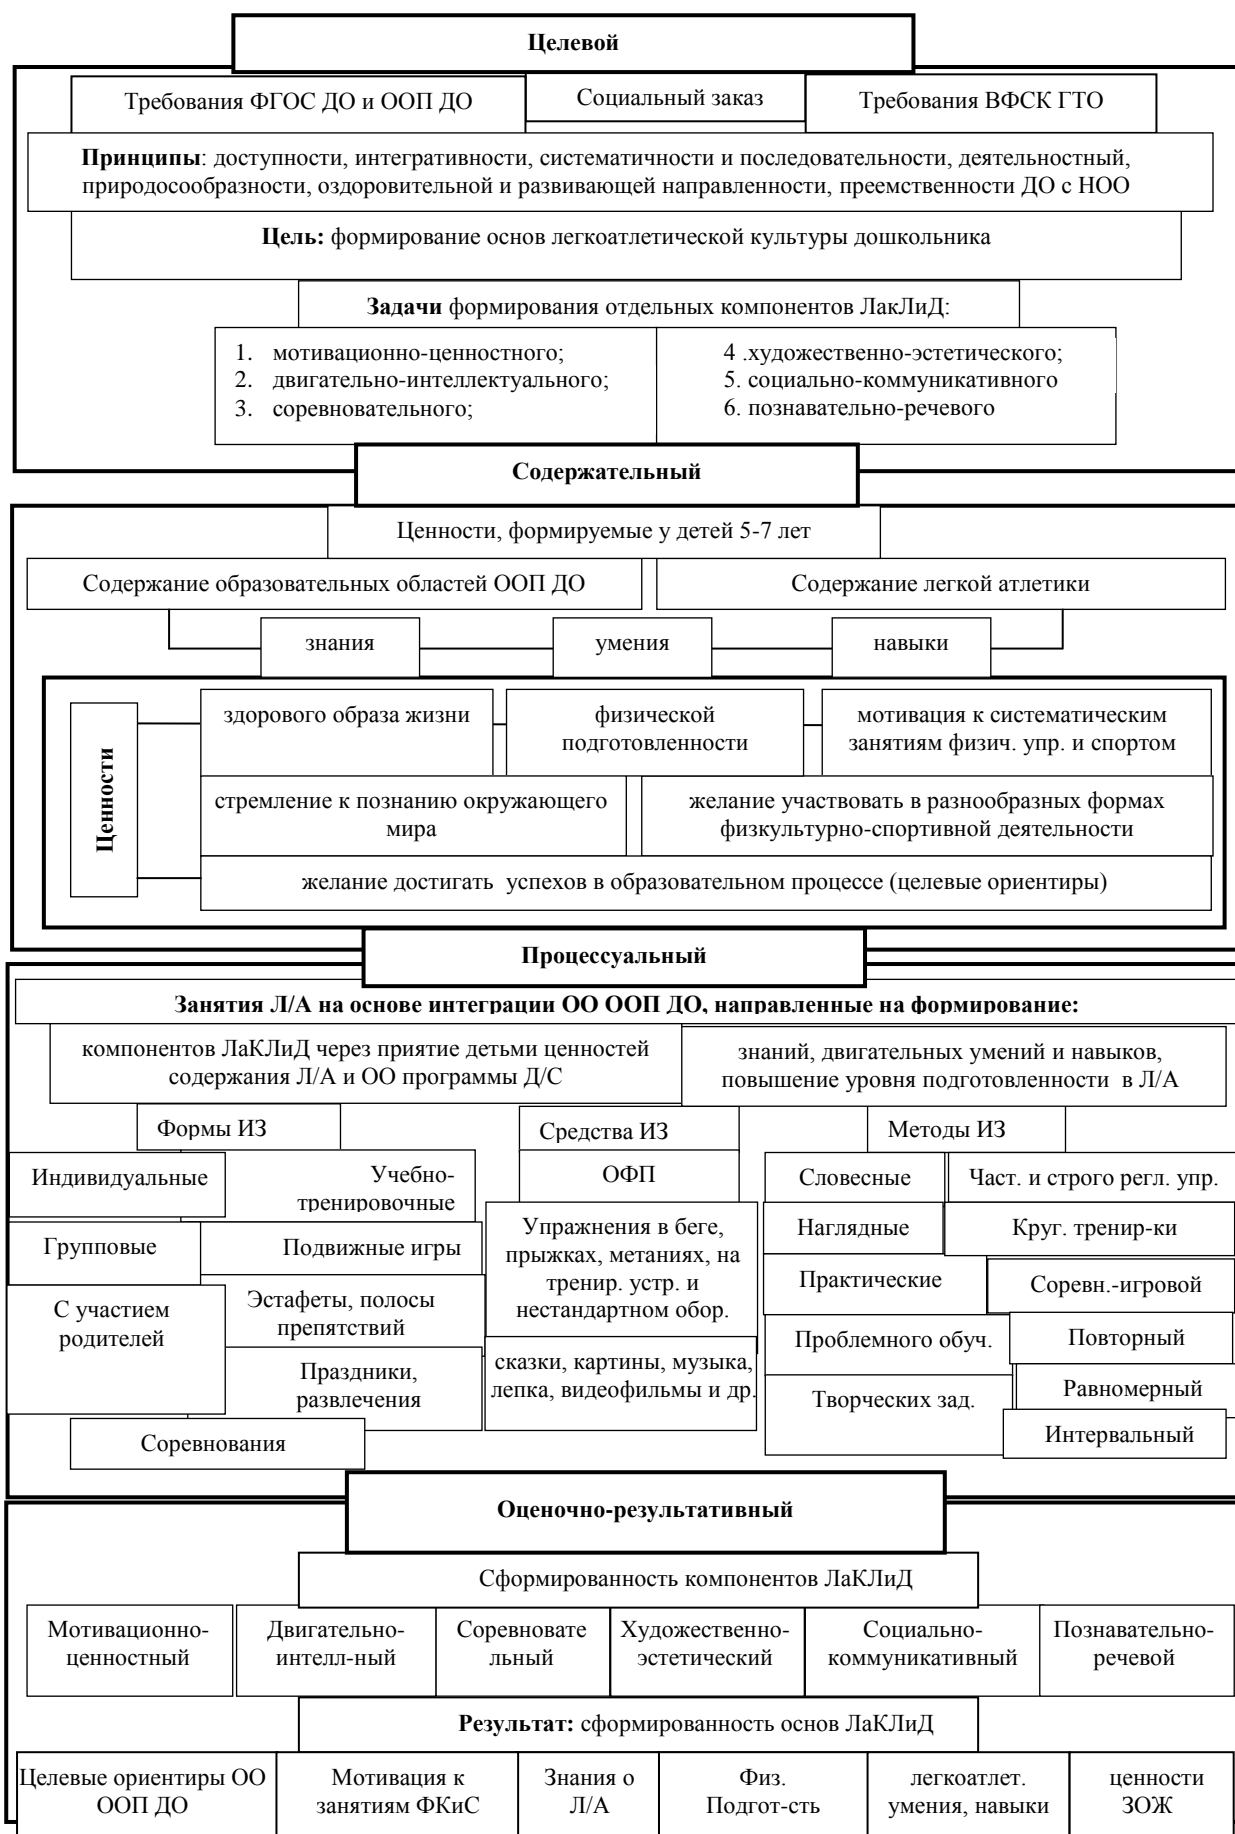 Целевой
Требования ФГОС ДО и ООП ДО
Социальный заказ
Требования ВФСК ГТО
Принципы: доступности, интегративности, систематичности и последовательности, деятельностный,
природосообразности, оздоровительной и развивающей направленности, преемственности ДО с НОО
Цель: формирование основ легкоатлетической культуры дошкольника
Задачи формирования отдельных компонентов ЛакЛиД:
1. мотивационно-ценностного;
2. двигательно-интеллектуального;
3. соревновательного;
4 .художественно-эстетического;
5. социально-коммуникативного
6. познавательно-речевого
Содержательный
Ценности, формируемые у детей 5-7 лет
Содержание образовательных областей ООП ДО
Содержание легкой атлетики
знания
умения
навыки
Ценности
здорового образа жизни
физической
подготовленности
мотивация к систематическим
занятиям физич. упр. и спортом
стремление к познанию окружающего
мира
желание участвовать в разнообразных формах
физкультурно-спортивной деятельности
желание достигать успехов в образовательном процессе (целевые ориентиры)
Процессуальный
Занятия Л/А на основе интеграции ОО ООП ДО, направленные на формирование:
компонентов ЛаКЛиД через приятие детьми ценностей
содержания Л/А и ОО программы Д/С
знаний, двигательных умений и навыков,
повышение уровня подготовленности в Л/А
Формы ИЗ
Средства ИЗ
Методы ИЗ
Индивидуальные
Групповые
С участием
родителей
Учебно-
тренировочные
Подвижные игры
Эстафеты, полосы
препятствий
Праздники,
развлечения
Соревнования
ОФП
Упражнения в беге,
прыжках, метаниях, на
тренир. устр. и
нестандартном обор.
сказки, картины, музыка,
лепка, видеофильмы и др.
Словесные
Наглядные
Практические
Проблемного обуч.
Творческих зад.
Част. и строго регл. упр.
Круг. тренир-ки
Соревн.-игровой
Повторный
Равномерный
Интервальный
Оценочно-результативный
Сформированность компонентов ЛаКЛиД
Мотивационно-
ценностный
Двигательно-
интелл-ный
Соревновате
льный
Художественно-
эстетический
Социально-
коммуникативный
Познавательно-
речевой
Результат: сформированность основ ЛаКЛиД
Целевые ориентиры ОО
ООП ДО
Мотивация к
занятиям ФКиС
Знания о
Л/А
Физ.
Подгот-сть
легкоатлет.
умения, навыки
ценности
ЗОЖ